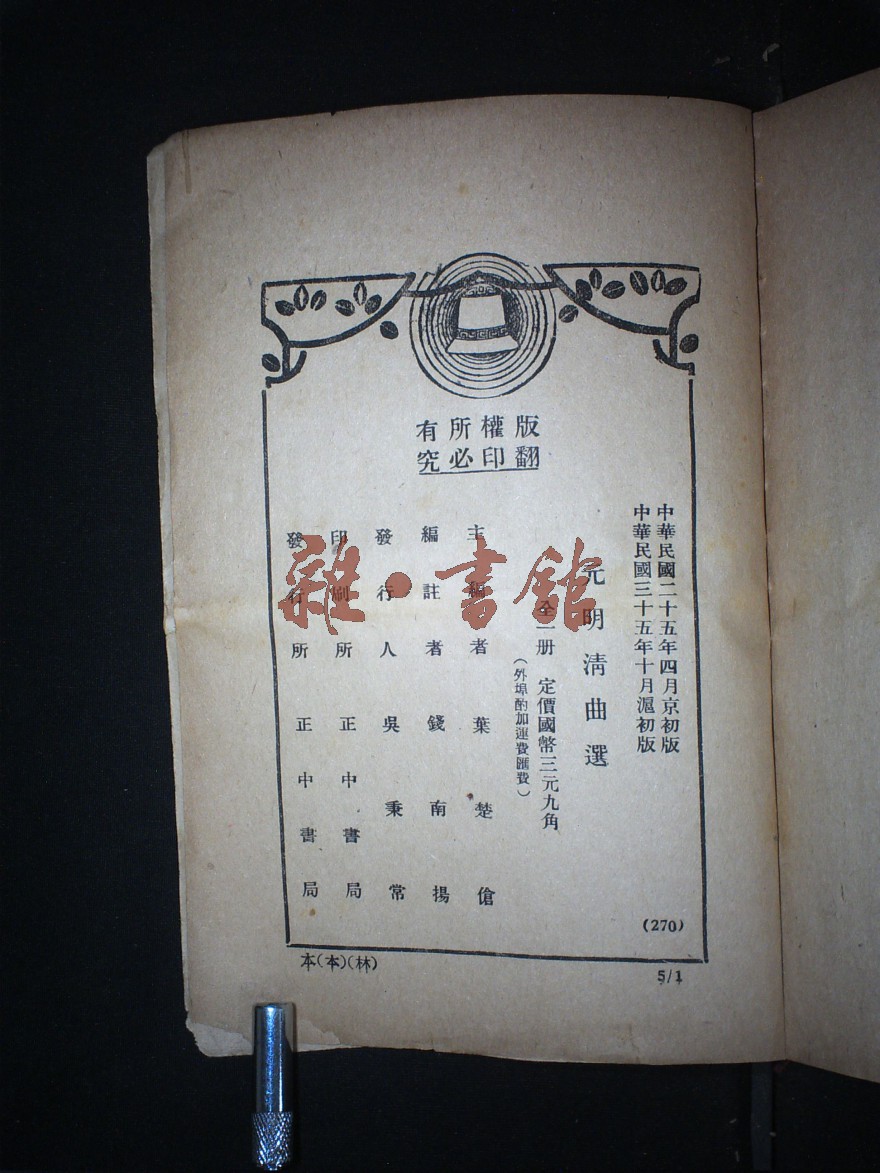 版權所有
翻印必究
中華民國二十五年四月京初版
中華民國三十五年十月滬初版
元明清曲選
全一册 定價國幣三元九角
(外埠酌加運費匯費)
主編者 葉楚傖
編註者 錢南揚
發行人 吳秉常
印刷所 正中書局
發行所 正中書局
(270)
本(本)(林)
5/1
雜·書館